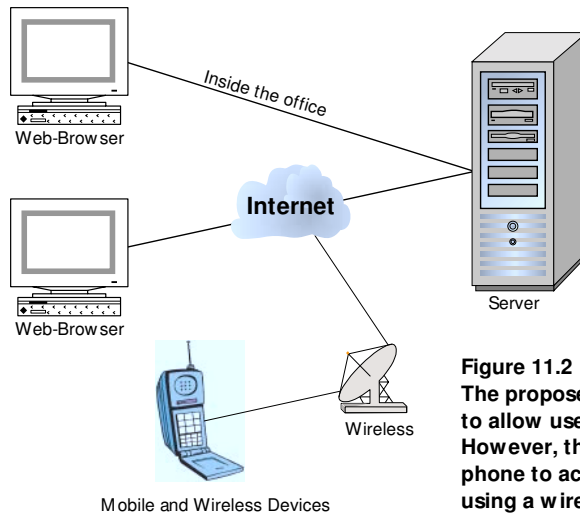 Inside the office
Web-Browser
Internet
Web-Browser
Server
Wireless
Mobile and Wireless Devices
Figure 11.2
The propose
to allow use
However, th
phone to ac
using a wire